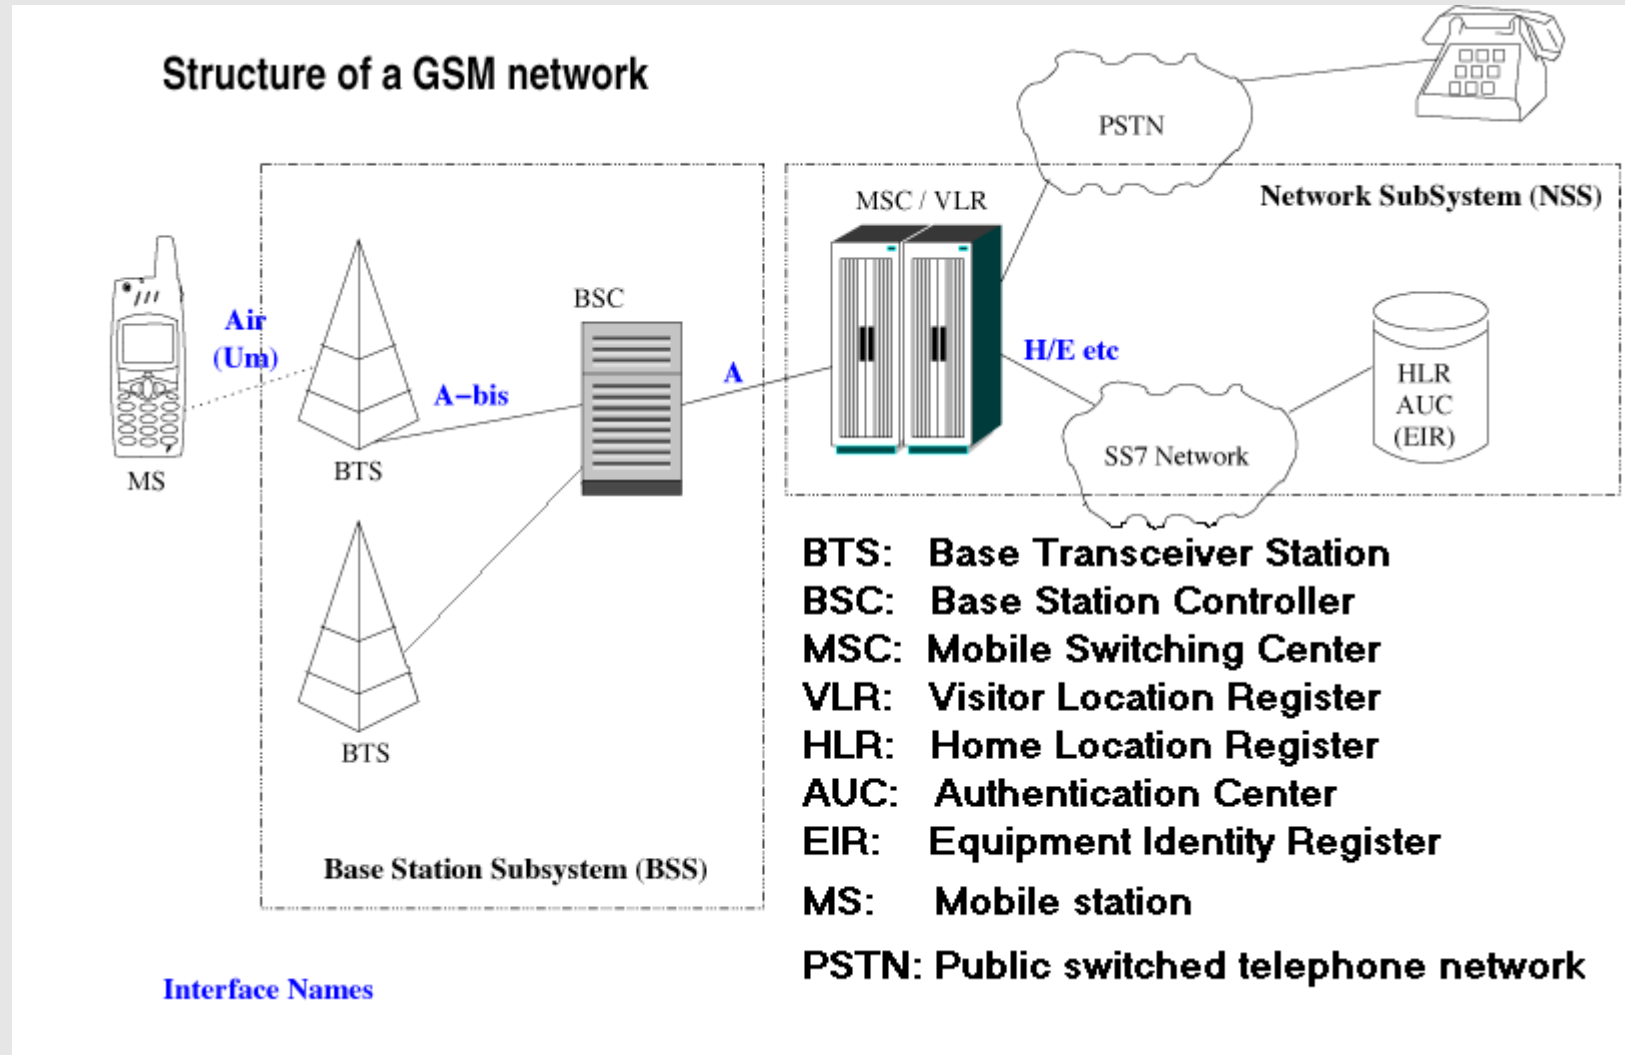 Structure of a GSM network
PSTN
Network SubSystem (NSS)
MSC / VLR
BSC
Air
(Um)
A-bis
A
H/E etc
HLR
AUC
(EIR)
SS7 Network
MS
BTS
BTS
Base Station Subsystem (BSS)
Interface Names
BTS: Base Transceiver Station
BSC: Base Station Controller
MSC: Mobile Switching Center
VLR: Visitor Location Register
HLR: Home Location Register
AUC: Authentication Center
EIR: Equipment Identity Register
MS: Mobile station
PSTN: Public switched telephone network